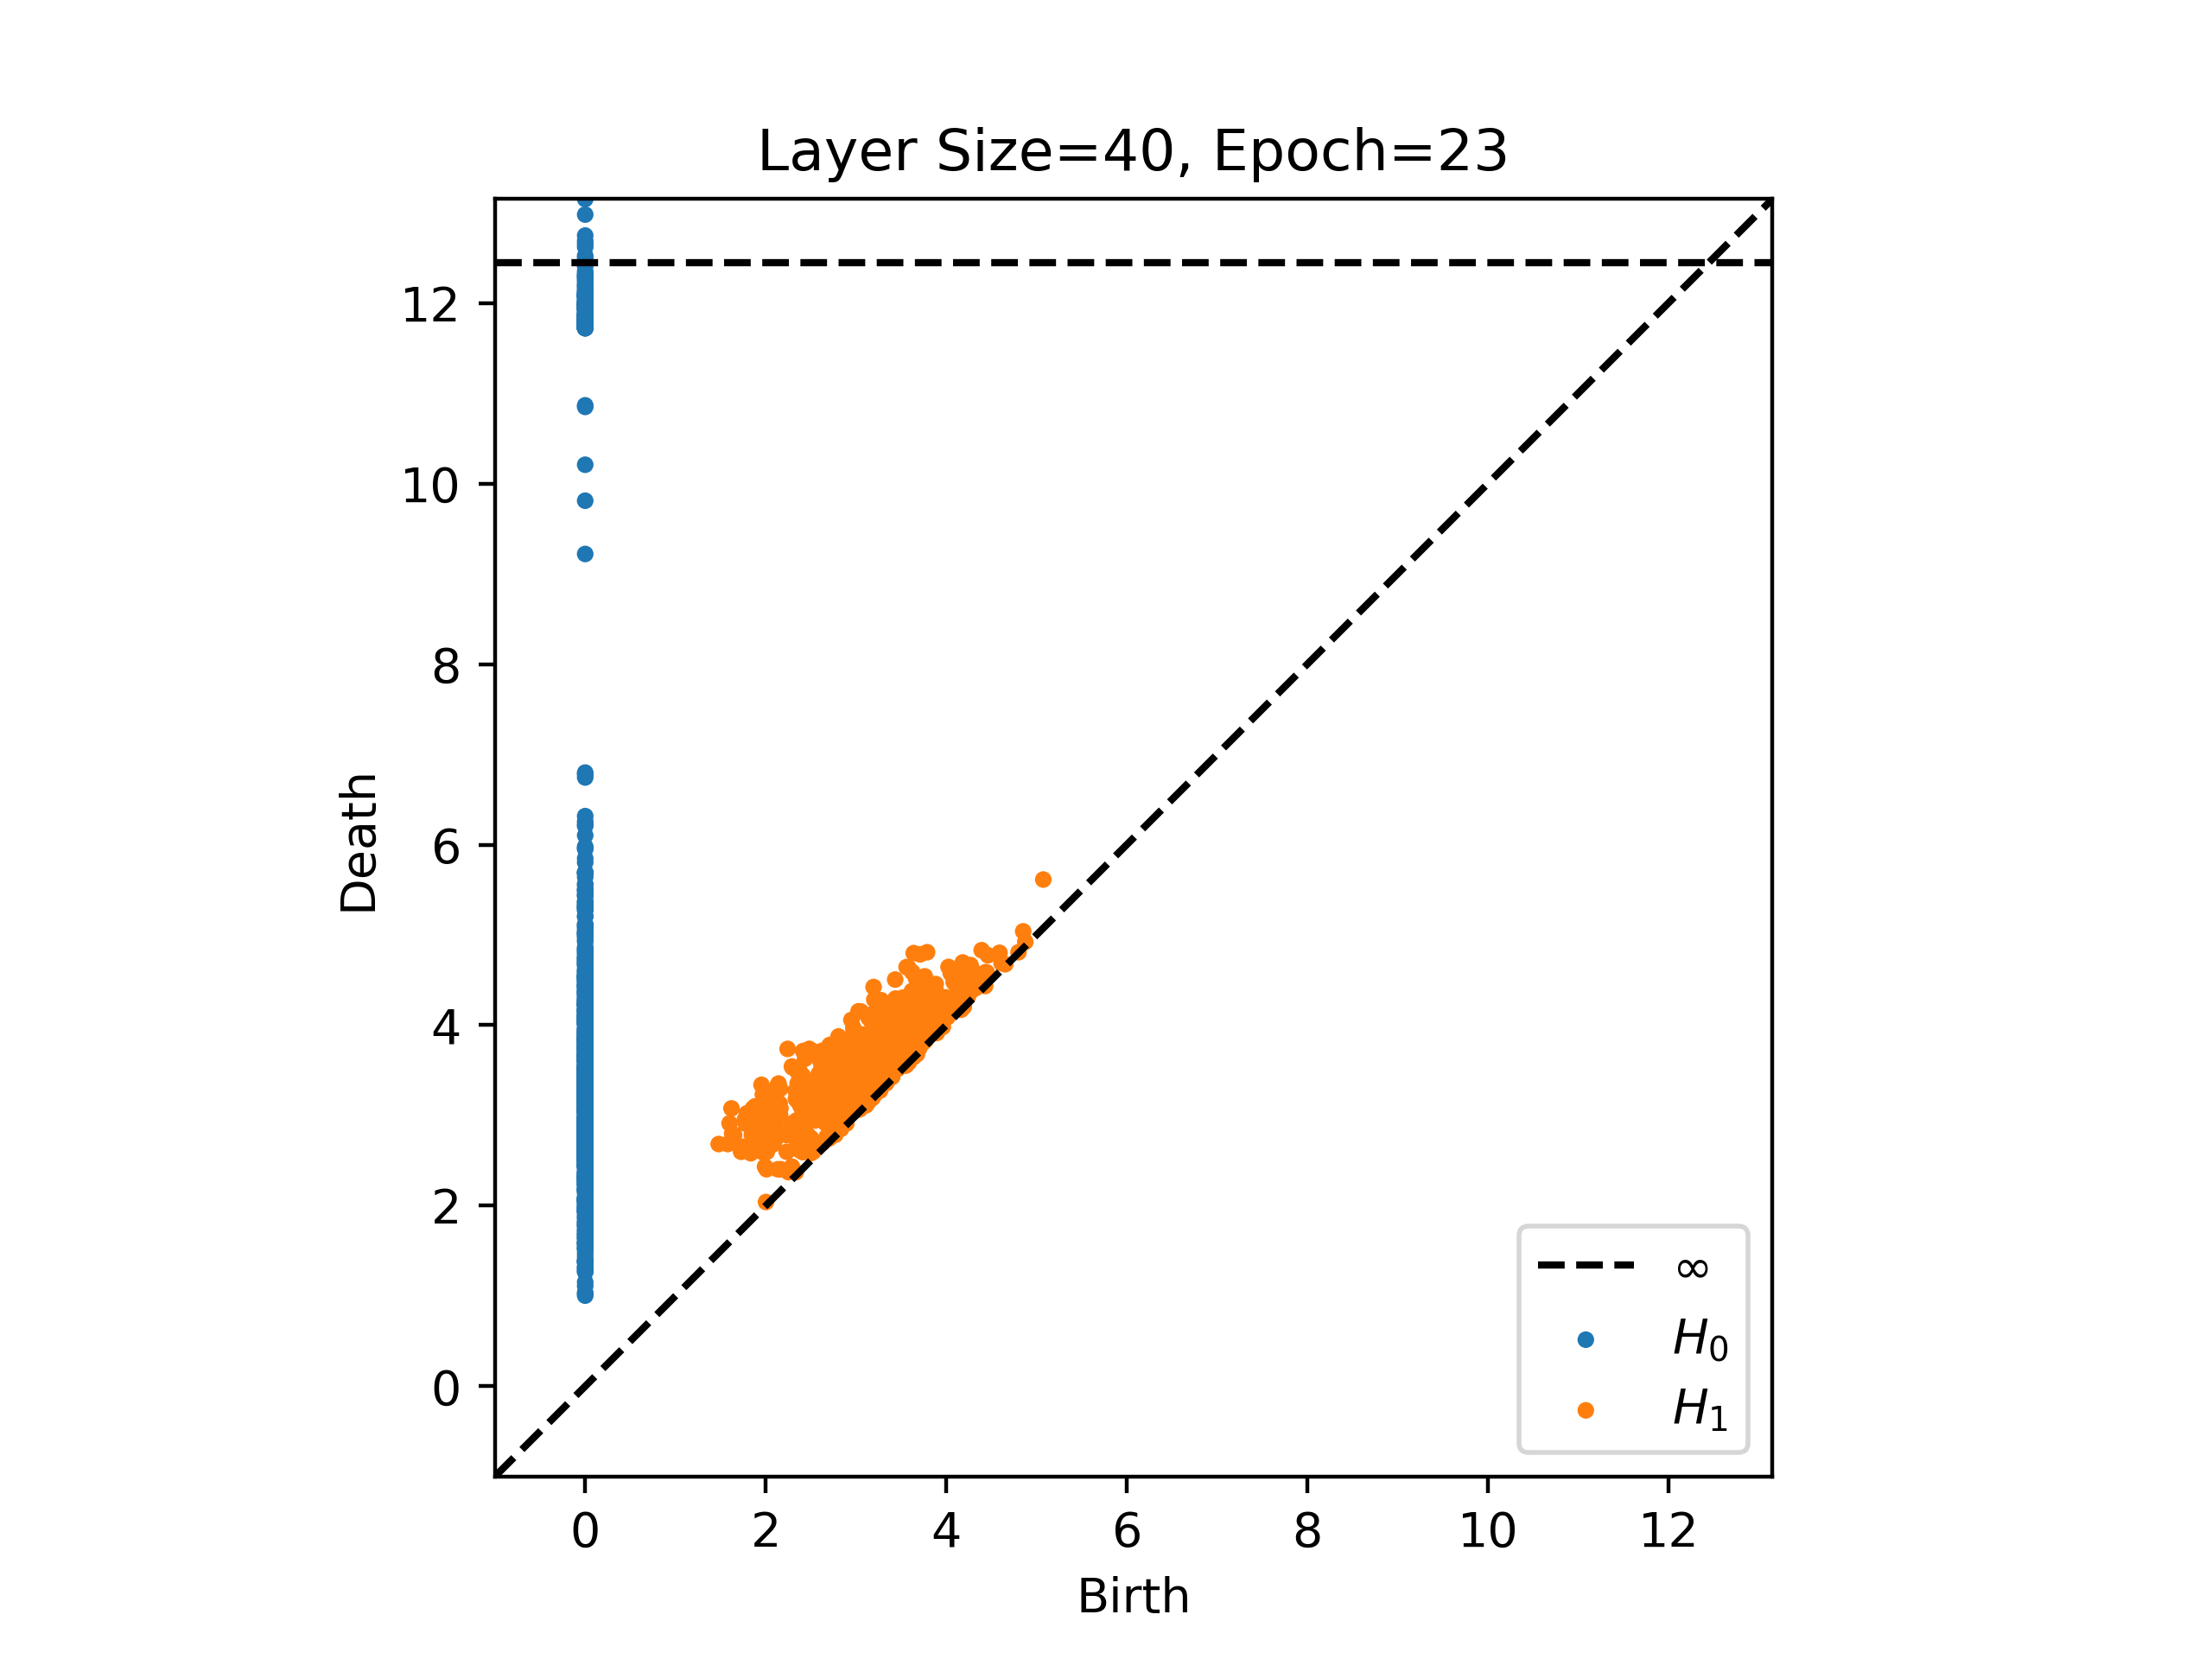 Layer Size=40, Epoch=23
12
10
8
6
4
2
0
Death
0 2 4 6 8 10 12
Birth
∞
H₀
H₁